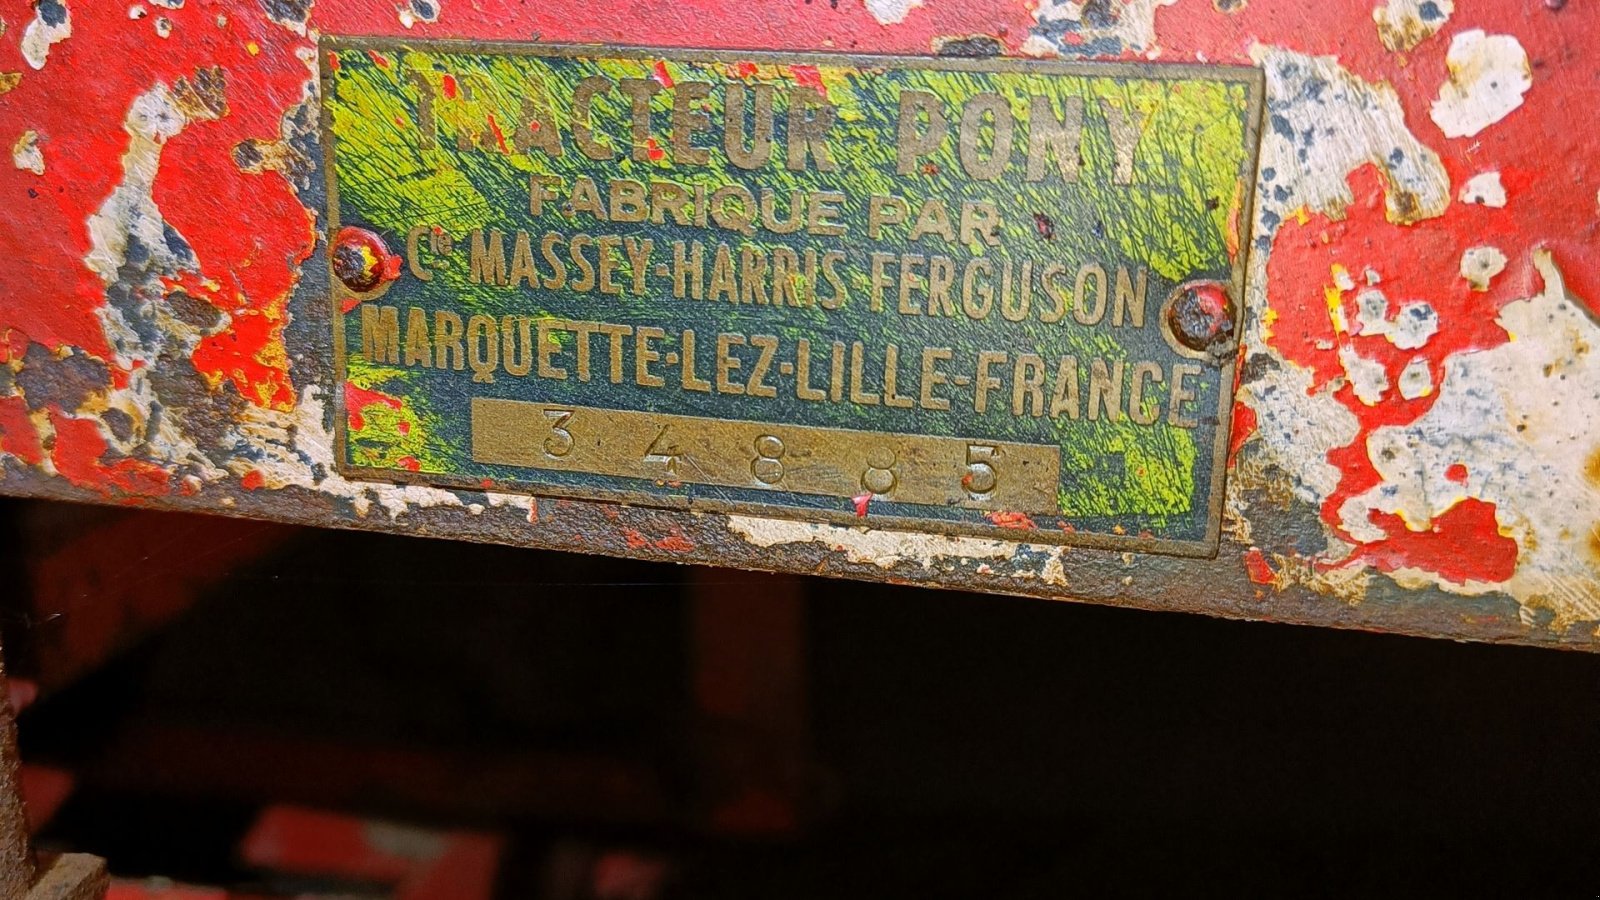 TRACTEUR PONY
FABRIQUE PAR
Cie MASSEY-HARRIS FERGUSON
MARQUETTE-LEZ-LILLE-FRANCE
34885